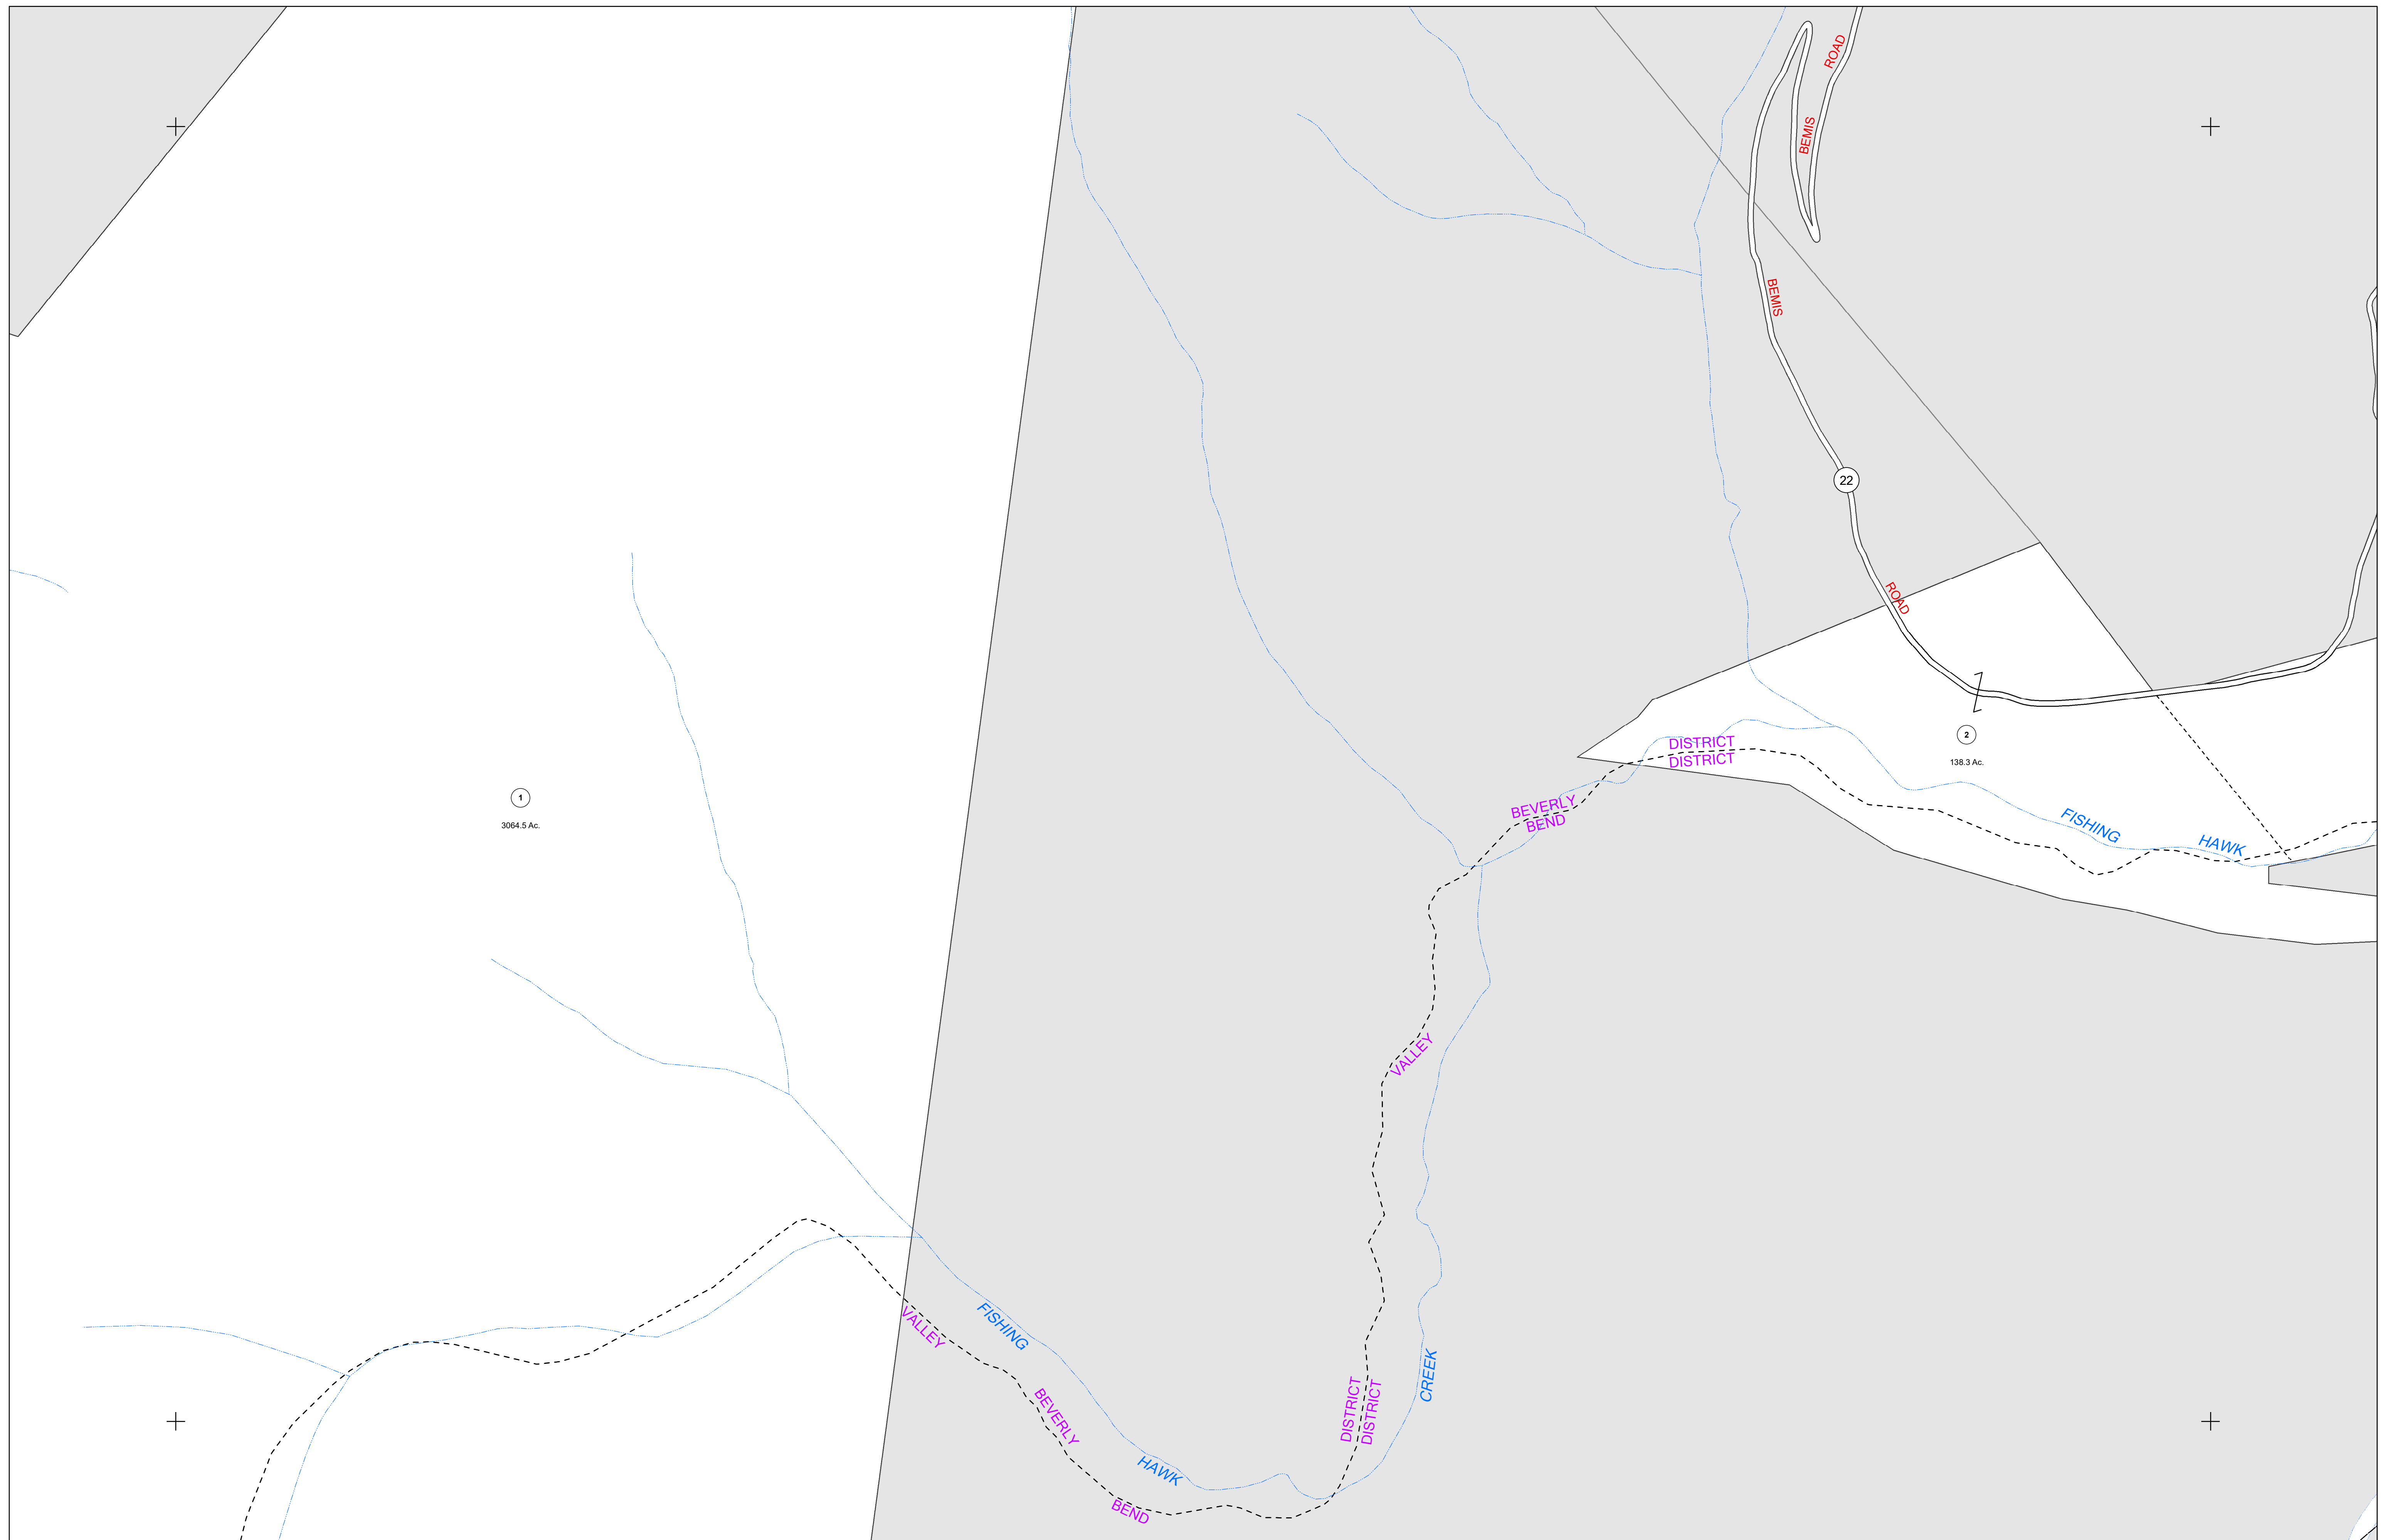 ROAD
BEMIS
BEMIS
22
ROAD
DISTRICT
DISTRICT
2
138.3 Ac.
1
3064.5 Ac.
BEVERLY
BEND
FISHING
HAWK
VALLEY
FISHING
VALLEY
CREEK
DISTRICT
DISTRICT
BEVERLY
HAWK
BEND